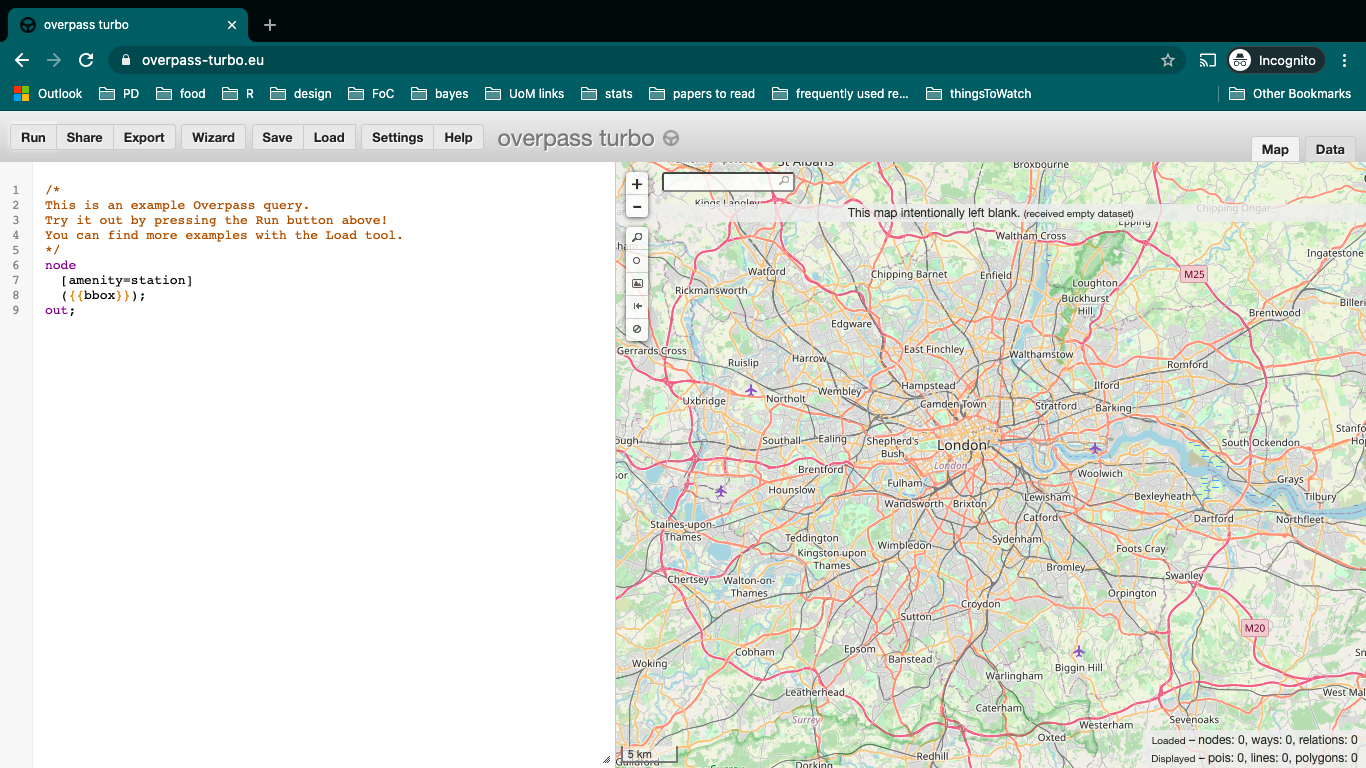 overpass turbo
overpass-turbo.eu
Incognito
Outlook PD food R design FoC bayes UoM links stats papers to read frequently used re... thingsToWatch Other Bookmarks
Run Share Export Wizard Save Load Settings Help overpass turbo
Map Data
1 /*
2 This is an example Overpass query.
3 Try it out by pressing the Run button above!
4 You can find more examples with the Load tool.
5 */
6 node
7 [amenity=station]
8 ({{bbox}});
9 out;
+
−
This map intentionally left blank. (received empty dataset)
St Albans
Broxbourne
Kings Langley
Chipping Ongar
Epping
Waltham Cross
Ingatestone
Watford
Chipping Barnet
Enfield
M25
Loughton
Rickmansworth
Buckhurst
Hill
Brentwood
Edgware
Gerrards Cross
East Finchley
Walthamstow
Ruislip
Harrow
Romford
Hampstead
Ilford
Wembley
Uxbridge
Northolt
Camden Town
Stratford
Barking
Southall
Ealing
Shepherd's
Bush
London
South Ockendon
London
Brentford
Woolwich
Fulham
Grays
Hounslow
Wandsworth
Brixton
Lewisham
Bexleyheath
Tilbury
Catford
Dartford
Northfleet
Staines-upon-
Thames
Teddington
Sydenham
Wimbledon
Kingston upon
Thames
Foots Cray
Bromley
Swanley
Chertsey
Walton-on-
Thames
Orpington
Croydon
Sutton
M20
Cobham
Epsom
Banstead
Woking
Biggin Hill
Warlingham
Leatherhead
West Mal
Caterham
Surrey
Westerham
Sevenoaks
Oxted
5 km
Redhill
Dorking
Loaded – nodes: 0, ways: 0, relations: 0
Displayed – pois: 0, lines: 0, polygons: 0